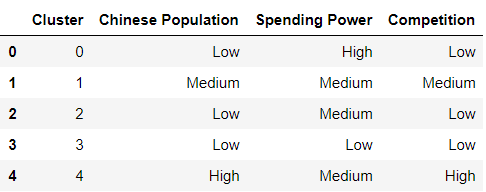 Cluster Chinese Population Spending Power Competition
0 0 Low High Low
1 1 Medium Medium Medium
2 2 Low Medium Low
3 3 Low Low Low
4 4 High Medium High